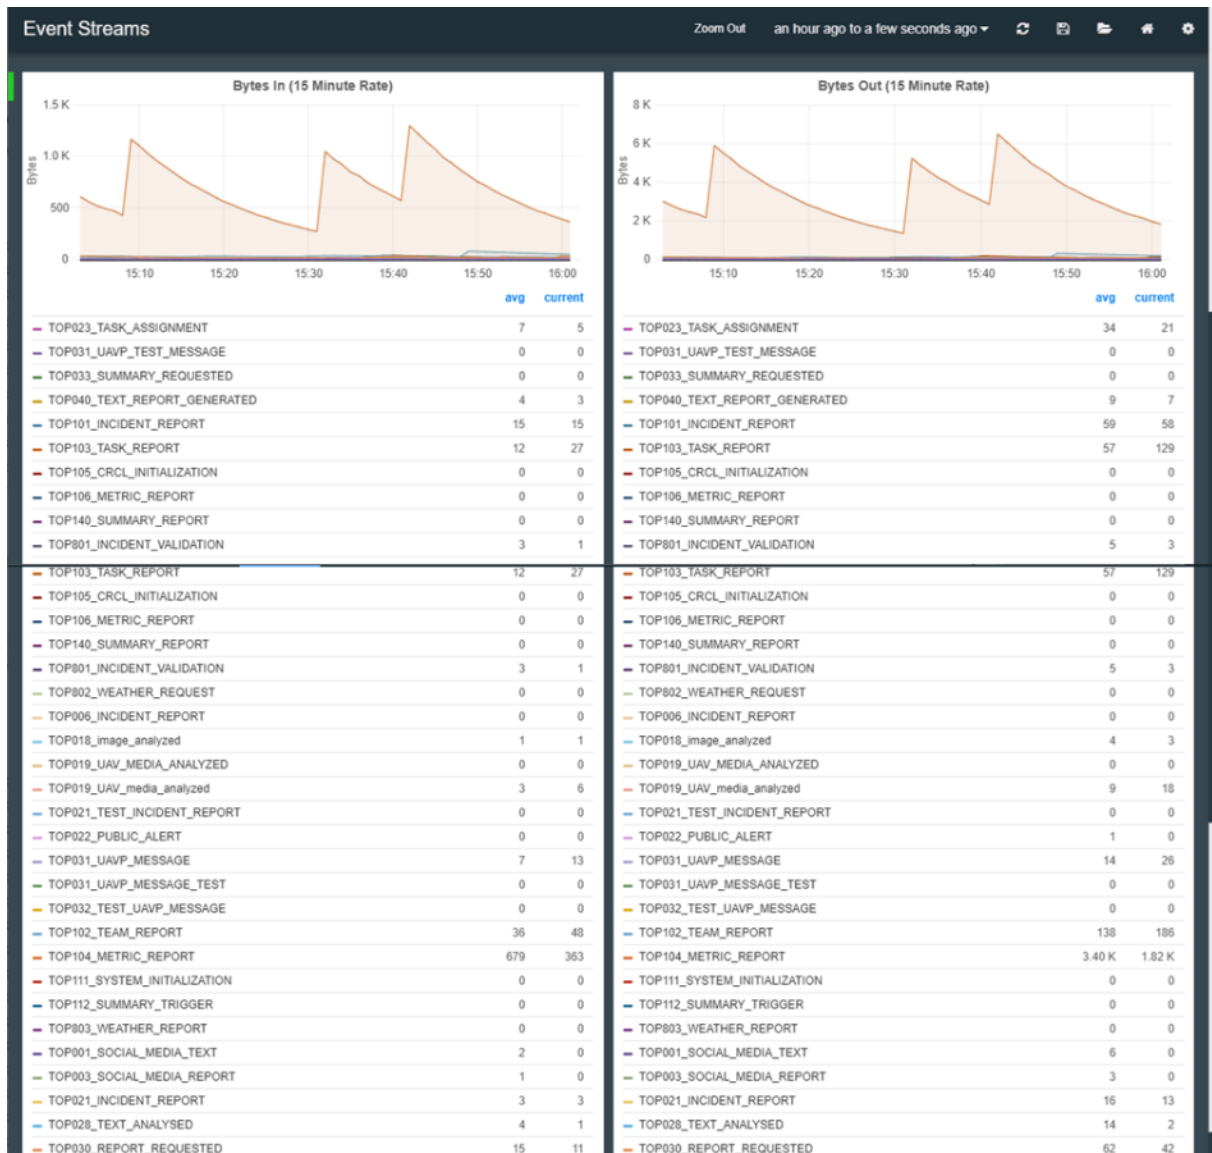 Event Streams
Zoom Out an hour ago to a few seconds ago
Bytes In (15 Minute Rate)
1.5 K
1.0 K
500
0
Bytes
15:10 15:20 15:30 15:40 15:50 16:00
avg current
TOP023_TASK_ASSIGNMENT 7 5
TOP031_UAVP_TEST_MESSAGE 0 0
TOP033_SUMMARY_REQUESTED 0 0
TOP040_TEXT_REPORT_GENERATED 4 3
TOP101_INCIDENT_REPORT 15 15
TOP103_TASK_REPORT 12 27
TOP105_CRCL_INITIALIZATION 0 0
TOP106_METRIC_REPORT 0 0
TOP140_SUMMARY_REPORT 0 0
TOP801_INCIDENT_VALIDATION 3 1
TOP103_TASK_REPORT 12 27
TOP105_CRCL_INITIALIZATION 0 0
TOP106_METRIC_REPORT 0 0
TOP140_SUMMARY_REPORT 0 0
TOP801_INCIDENT_VALIDATION 3 1
TOP802_WEATHER_REQUEST 0 0
TOP006_INCIDENT_REPORT 0 0
TOP018_image_analyzed 1 1
TOP019_UAV_MEDIA_ANALYZED 0 0
TOP019_UAV_media_analyzed 3 6
TOP021_TEST_INCIDENT_REPORT 0 0
TOP022_PUBLIC_ALERT 0 0
TOP031_UAVP_MESSAGE 7 13
TOP031_UAVP_MESSAGE_TEST 0 0
TOP032_TEST_UAVP_MESSAGE 0 0
TOP102_TEAM_REPORT 36 48
TOP104_METRIC_REPORT 679 363
TOP111_SYSTEM_INITIALIZATION 0 0
TOP112_SUMMARY_TRIGGER 0 0
TOP803_WEATHER_REPORT 0 0
TOP001_SOCIAL_MEDIA_TEXT 2 0
TOP003_SOCIAL_MEDIA_REPORT 1 0
TOP021_INCIDENT_REPORT 3 3
TOP028_TEXT_ANALYSED 4 1
TOP030_REPORT_REQUESTED 15 11
Bytes Out (15 Minute Rate)
8 K
6 K
4 K
2 K
0
Bytes
15:10 15:20 15:30 15:40 15:50 16:00
avg current
TOP023_TASK_ASSIGNMENT 34 21
TOP031_UAVP_TEST_MESSAGE 0 0
TOP033_SUMMARY_REQUESTED 0 0
TOP040_TEXT_REPORT_GENERATED 9 7
TOP101_INCIDENT_REPORT 59 58
TOP103_TASK_REPORT 57 129
TOP105_CRCL_INITIALIZATION 0 0
TOP106_METRIC_REPORT 0 0
TOP140_SUMMARY_REPORT 0 0
TOP801_INCIDENT_VALIDATION 5 3
TOP103_TASK_REPORT 57 129
TOP105_CRCL_INITIALIZATION 0 0
TOP106_METRIC_REPORT 0 0
TOP140_SUMMARY_REPORT 0 0
TOP801_INCIDENT_VALIDATION 5 3
TOP802_WEATHER_REQUEST 0 0
TOP006_INCIDENT_REPORT 0 0
TOP018_image_analyzed 4 3
TOP019_UAV_MEDIA_ANALYZED 0 0
TOP019_UAV_media_analyzed 9 18
TOP021_TEST_INCIDENT_REPORT 0 0
TOP022_PUBLIC_ALERT 1 0
TOP031_UAVP_MESSAGE 14 26
TOP031_UAVP_MESSAGE_TEST 0 0
TOP032_TEST_UAVP_MESSAGE 0 0
TOP102_TEAM_REPORT 138 186
TOP104_METRIC_REPORT 3.40 K 1.82 K
TOP111_SYSTEM_INITIALIZATION 0 0
TOP112_SUMMARY_TRIGGER 0 0
TOP803_WEATHER_REPORT 0 0
TOP001_SOCIAL_MEDIA_TEXT 6 0
TOP003_SOCIAL_MEDIA_REPORT 3 0
TOP021_INCIDENT_REPORT 16 13
TOP028_TEXT_ANALYSED 14 2
TOP030_REPORT_REQUESTED 62 42